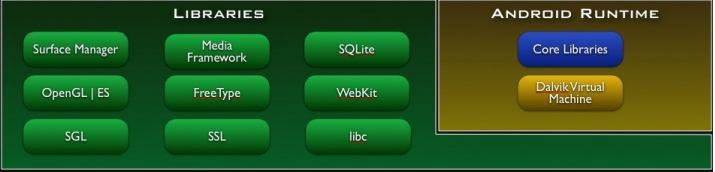 LIBRARIES
Surface Manager
Media
Framework
SQLite
OpenGL | ES
FreeType
WebKit
SGL
SSL
libc
ANDROID RUNTIME
Core Libraries
Dalvik Virtual
Machine